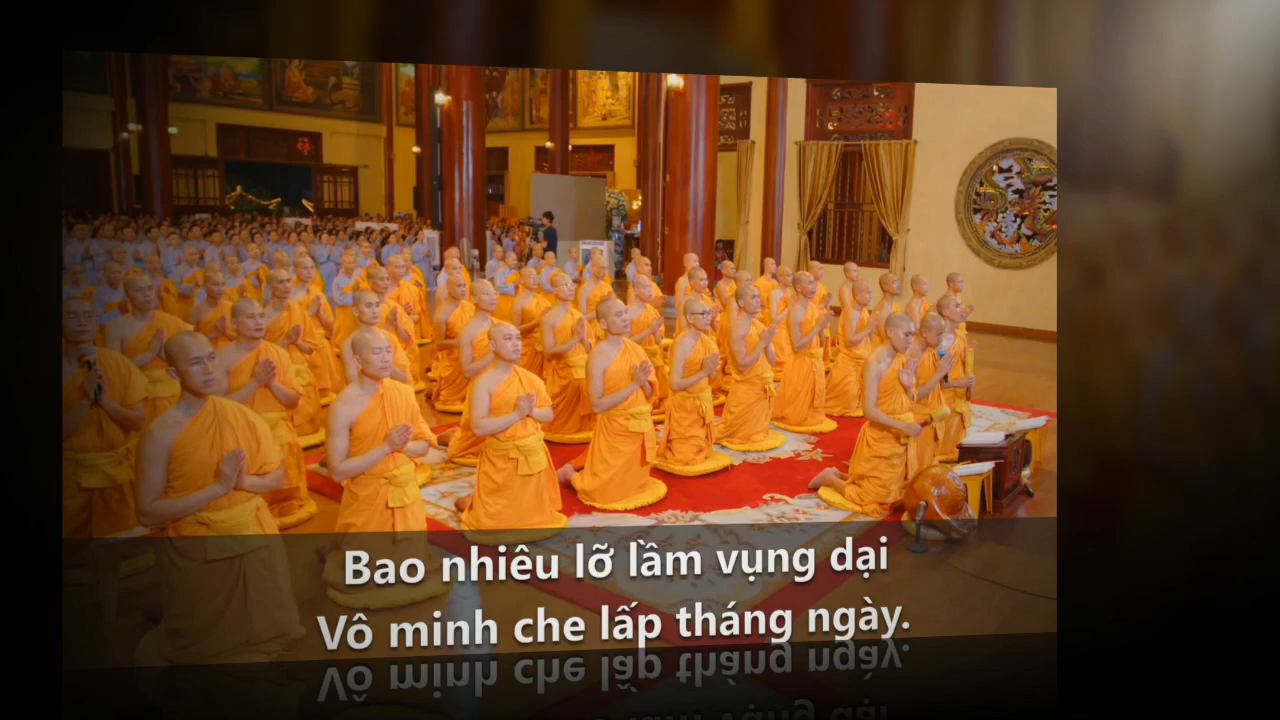 Bao nhiêu lỡ lầm vụng dại
Vô minh che lấp tháng ngày.